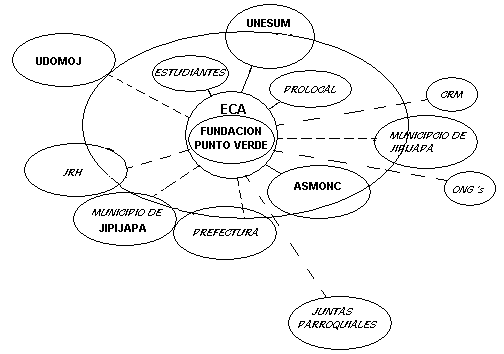 UNESUM
UDOMOJ
ESTUDIANTES
PROLOCAL
CRM
ECA
FUNDACION
PUNTO VERDE
MUNICIPCIO DE
JIPIJAPA
JRH
ASMONC
ONG´s
MUNICIPIO DE
JIPIJAPA
PREFECTURA
JUNTAS
PARROQUIALES